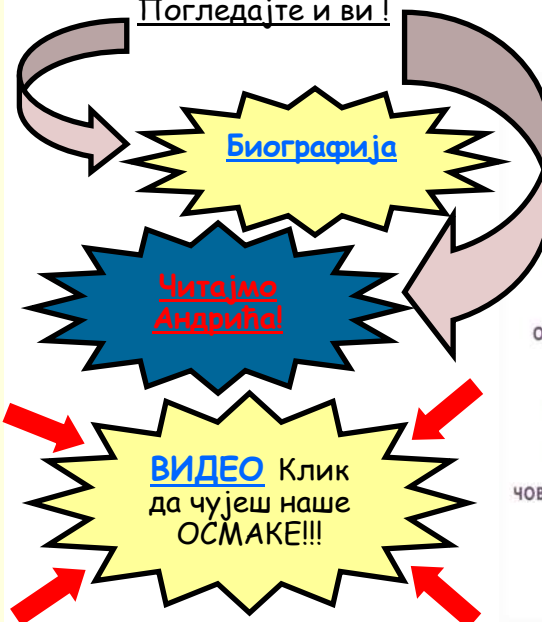 Погледајте и ви !
Биографија
Читајмо
Андрића!
ВИДЕО Клик
да чујеш наше
ОСМАКЕ!!!